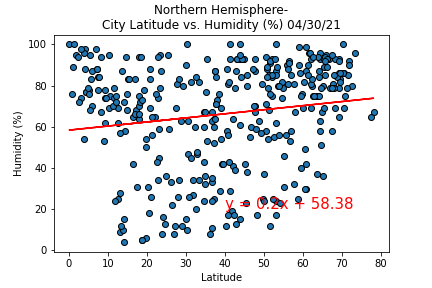 Northern Hemisphere-
City Latitude vs. Humidity (%) 04/30/21
Humidity (%)
100
80
60
40
20
0
y = 0.2x + 58.38
0 10 20 30 40 50 60 70 80
Latitude